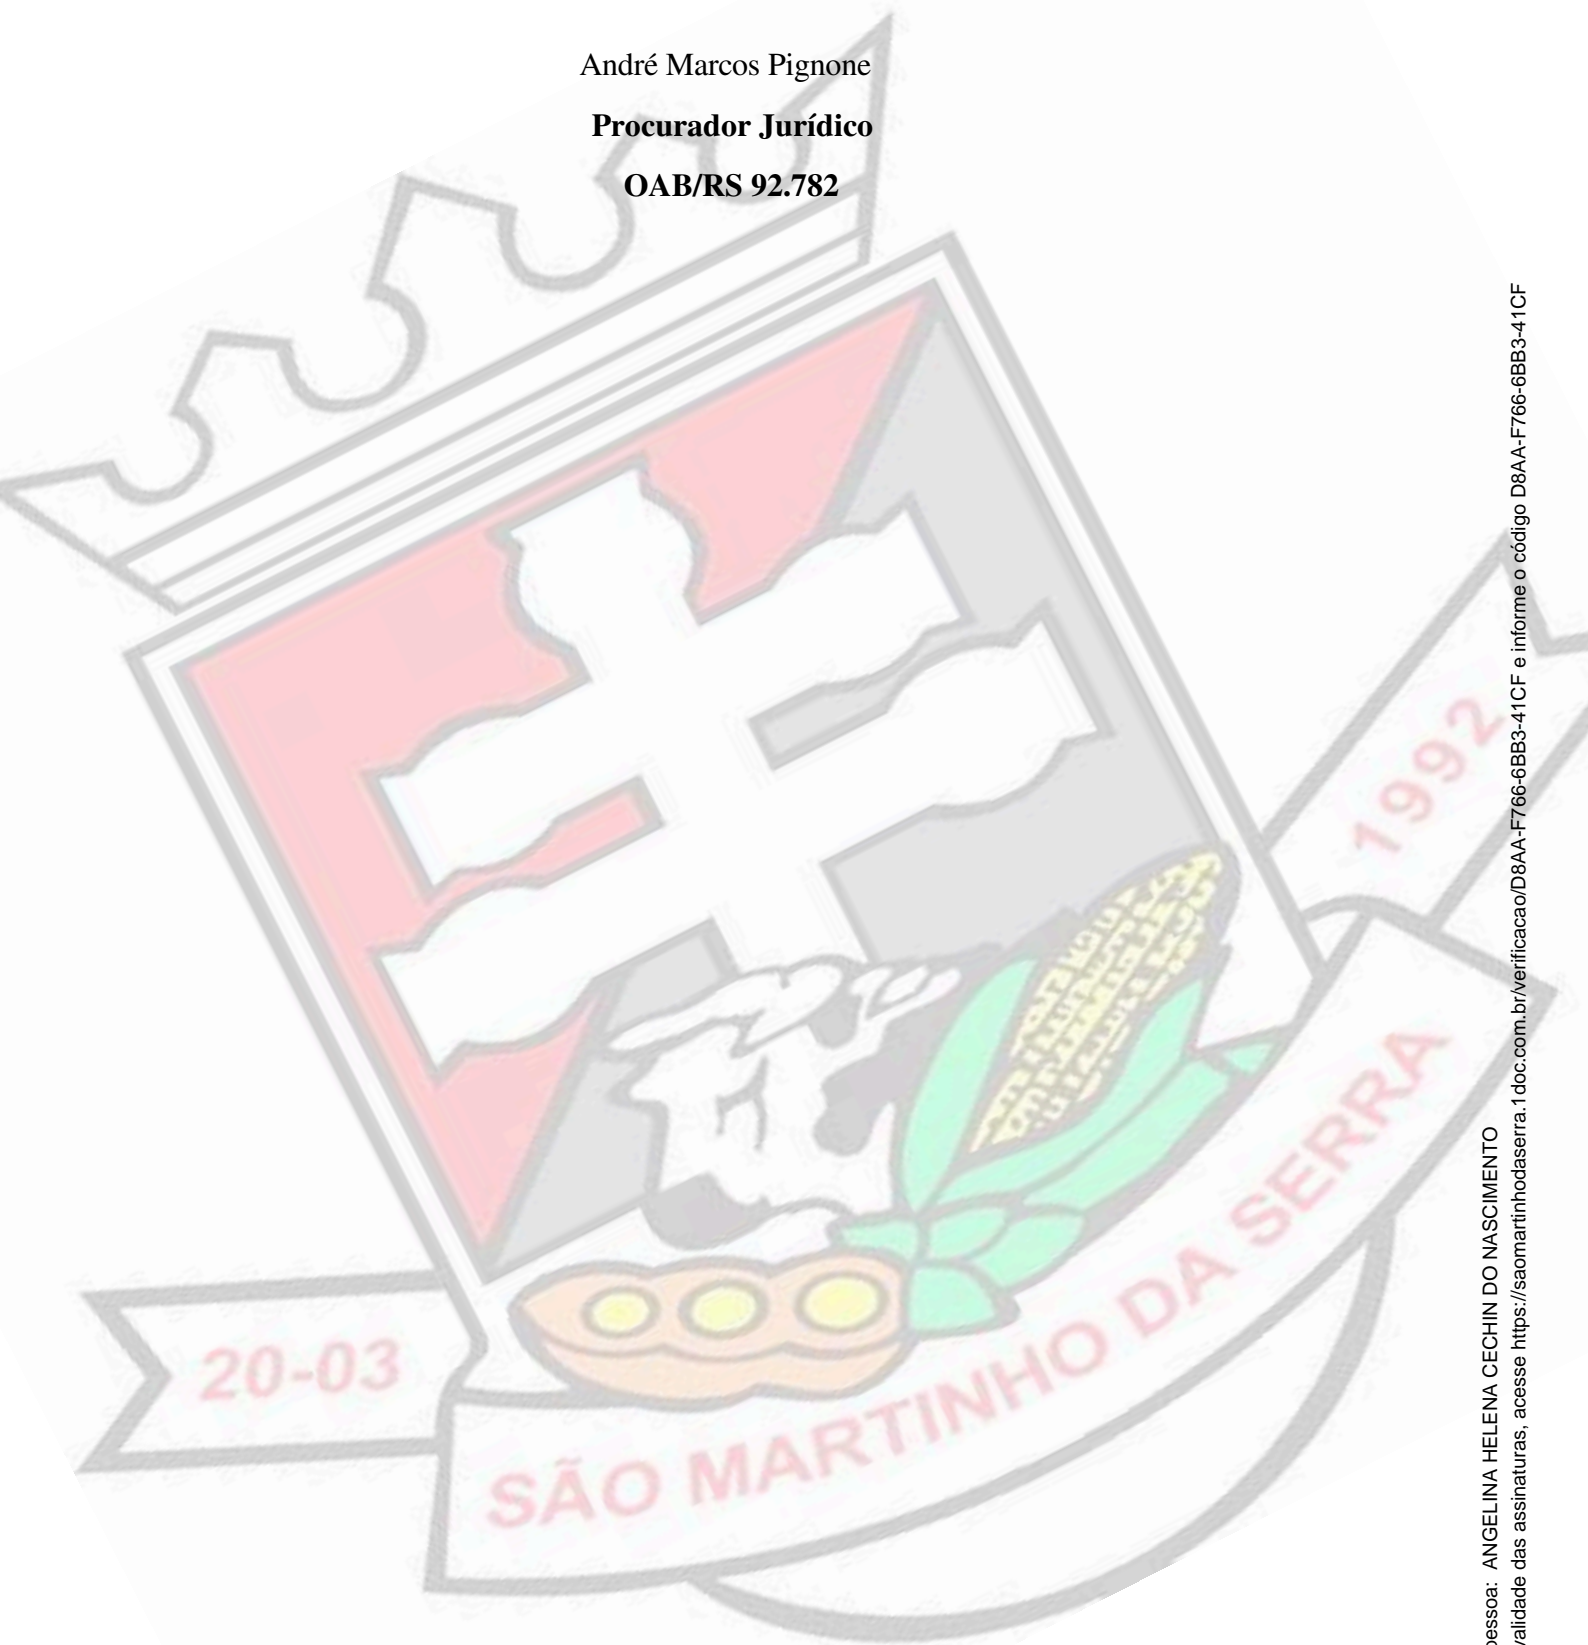 André Marcos Pignone
Procurador Jurídico
OAB/RS 92.782
1992
20-03
SÃO MARTINHO DA SERRA
ANGELINA HELENA CECHIN DO NASCIMENTO
das assinaturas, acesse https://saomartinhodaserra.1doc.com.br/verificacao/D8AA-F766-6BB3-41CF e informe o código D8AA-F766-6BB3-41CF